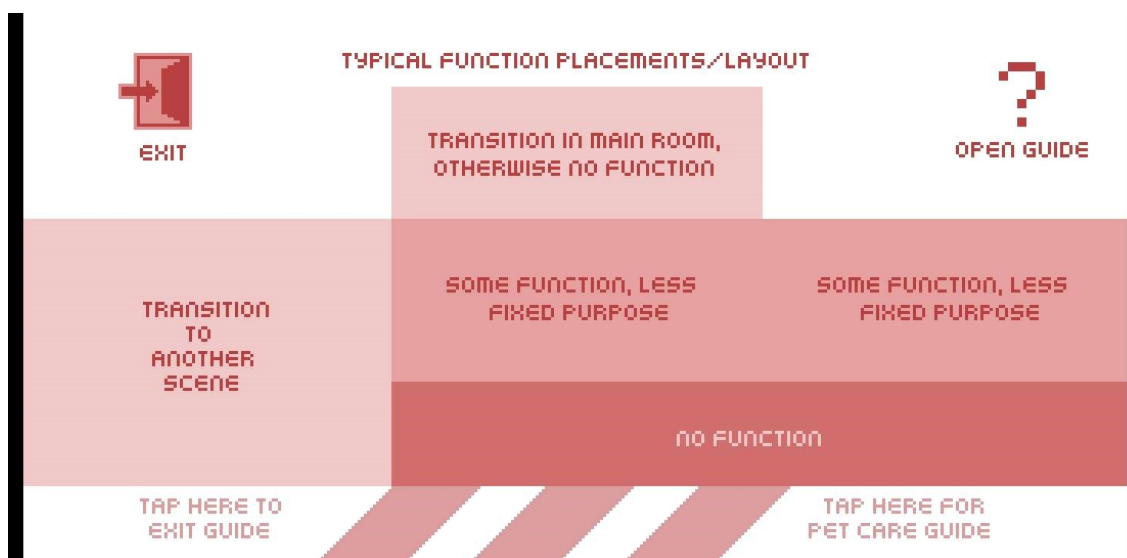 TYPICAL FUNCTION PLACEMENTS/LAYOUT
EXIT
TRANSITION IN MAIN ROOM,
OTHERWISE NO FUNCTION
OPEN GUIDE
TRANSITION
TO
ANOTHER
SCENE
SOME FUNCTION, LESS
FIXED PURPOSE
SOME FUNCTION, LESS
FIXED PURPOSE
NO FUNCTION
TAP HERE TO
EXIT GUIDE
TAP HERE FOR
PET CARE GUIDE